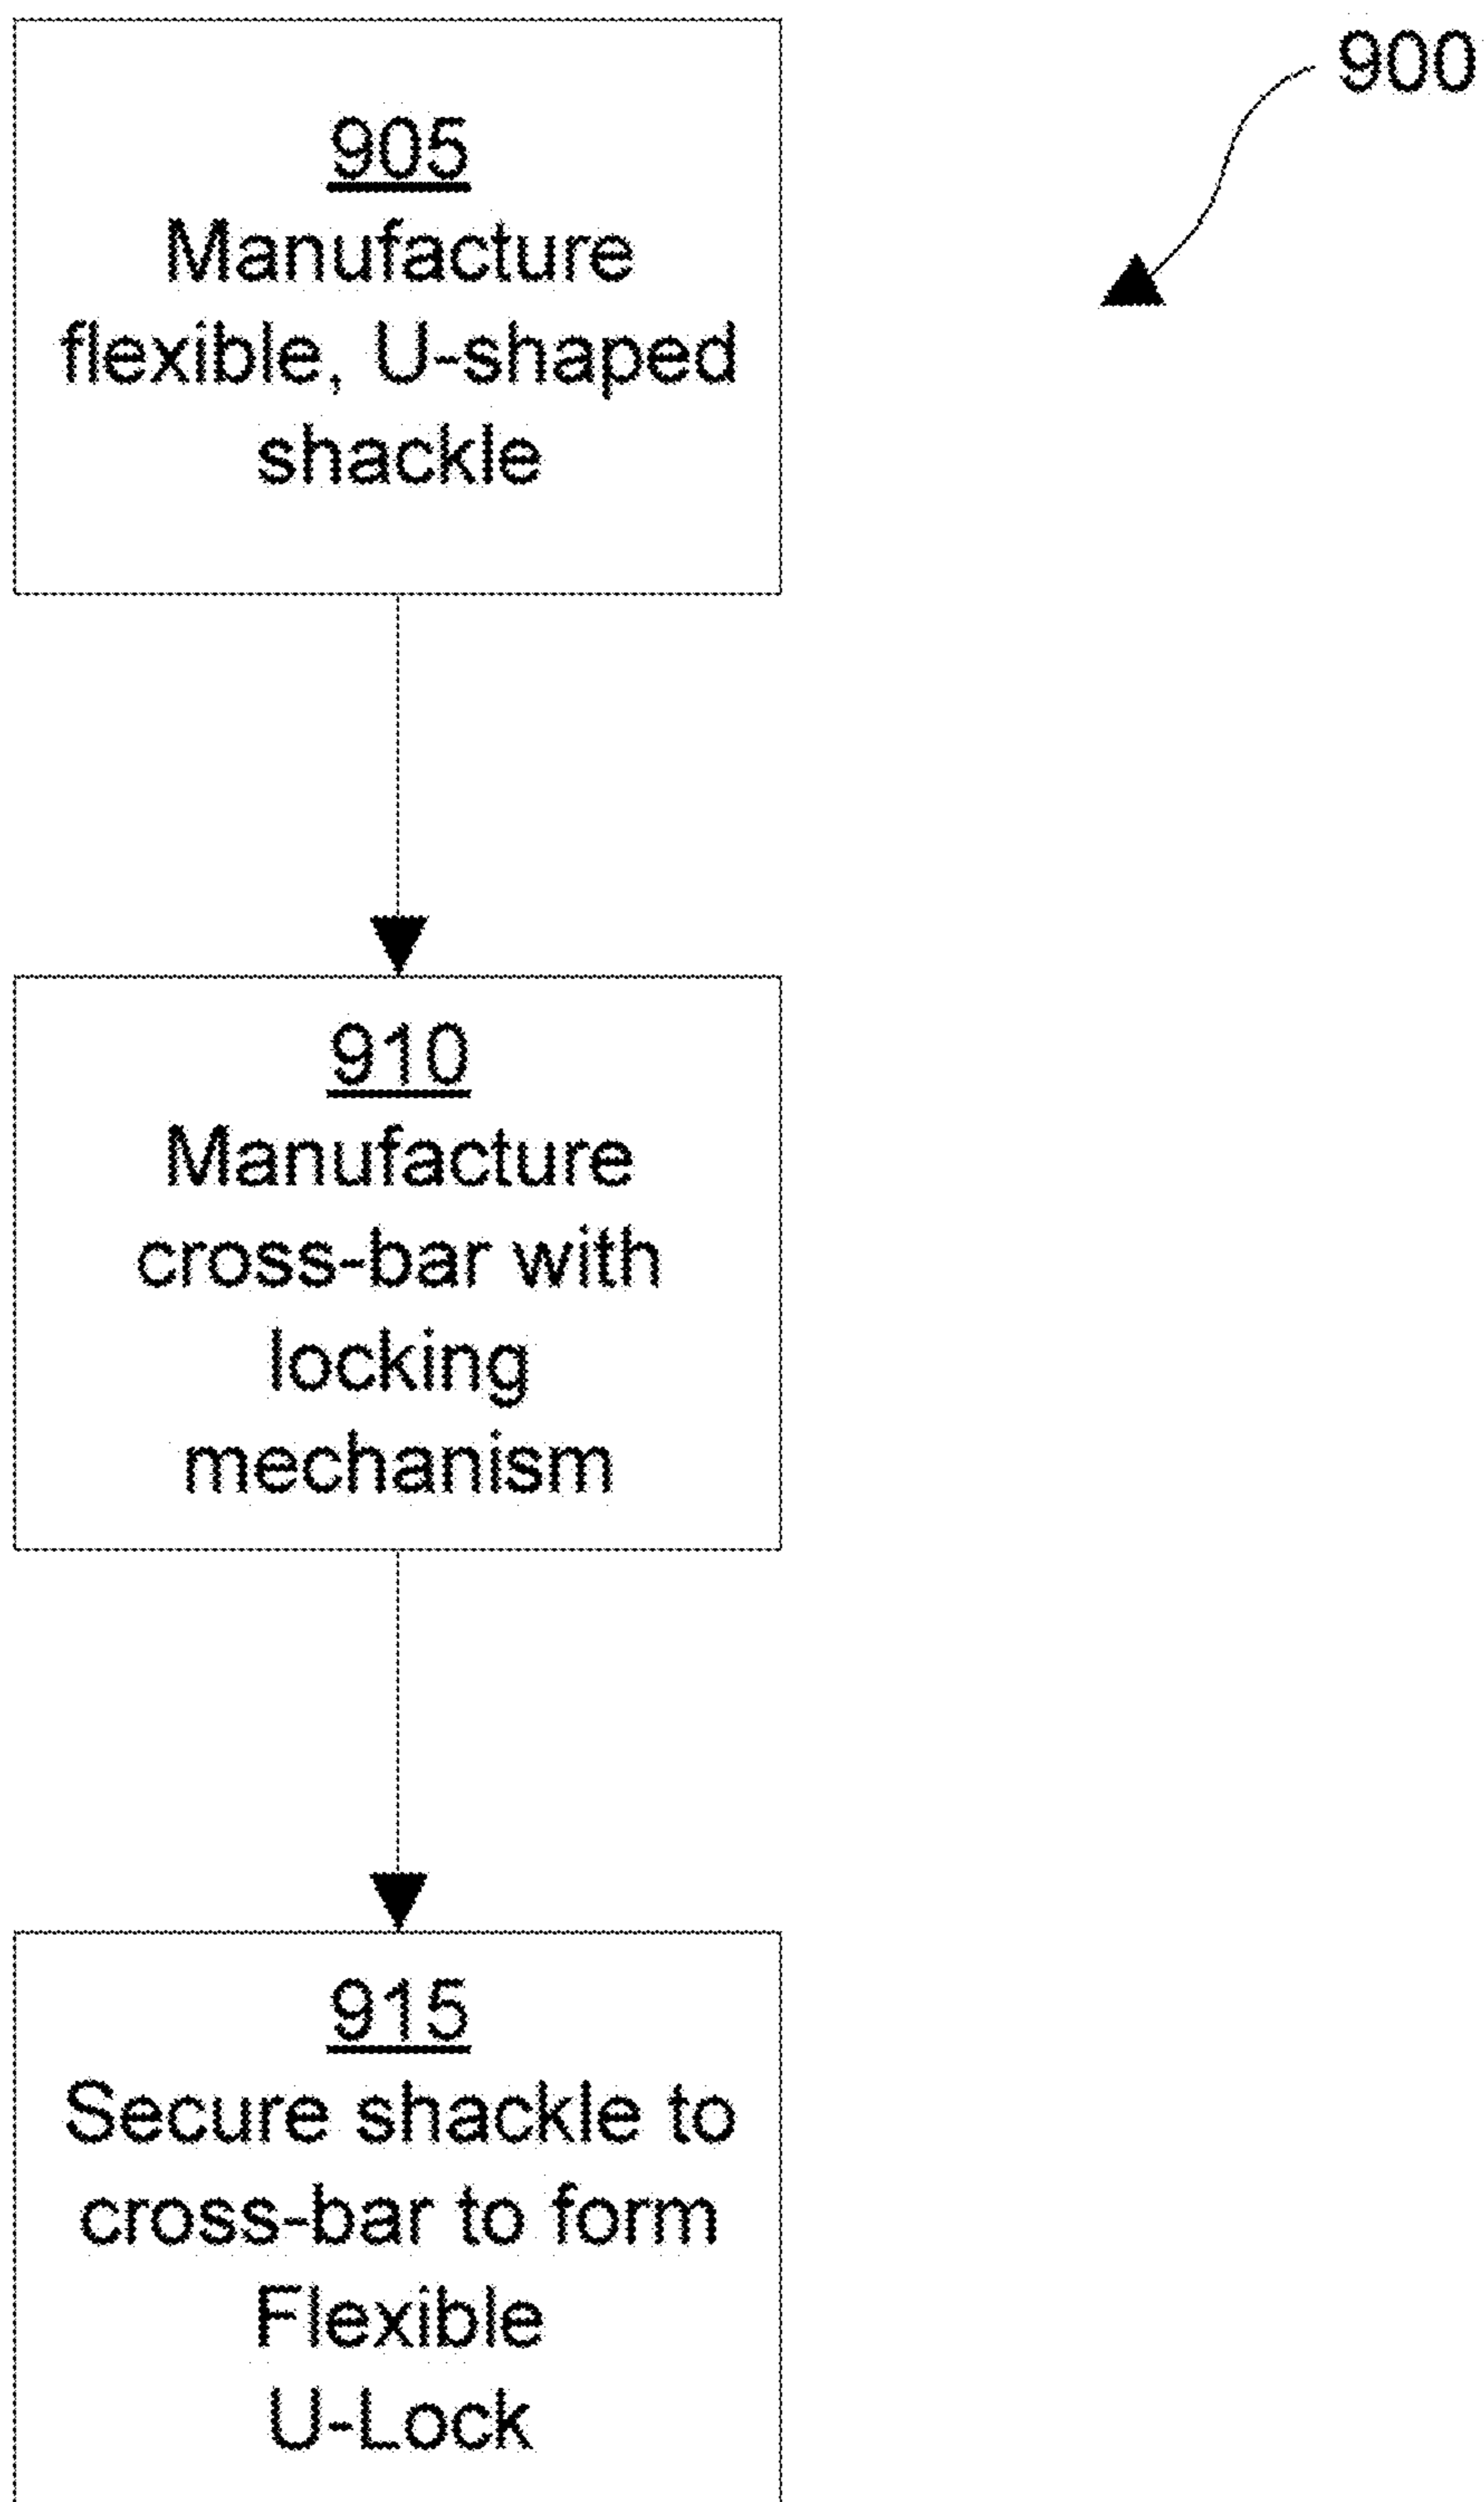 900
905
Manufacture
flexible, U-shaped
shackle
910
Manufacture
cross-bar with
locking
mechanism
915
Secure shackle to
cross-bar to form
Flexible
U-Lock